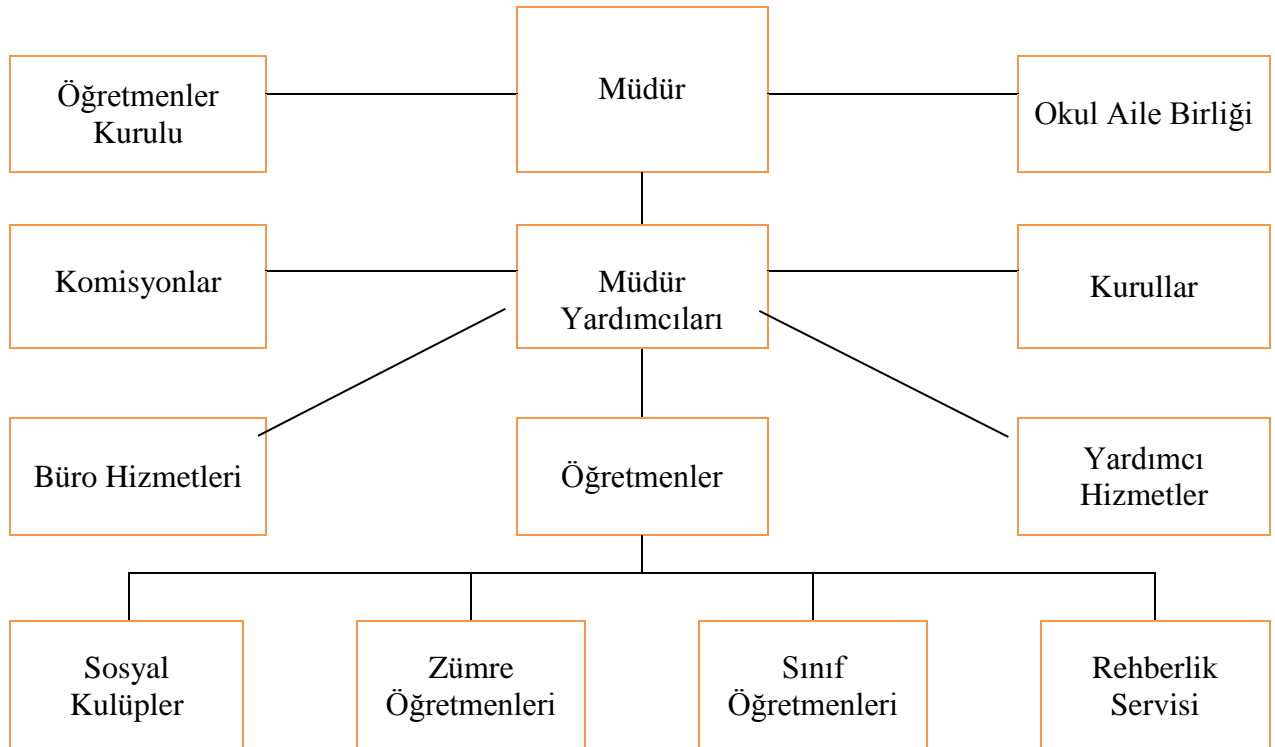 Müdür
Öğretmenler
Kurulu
Okul Aile Birliği
Komisyonlar
Müdür
Yardımcıları
Kurullar
Büro Hizmetleri
Öğretmenler
Yardımcı
Hizmetler
Sosyal
Kulüpler
Zümre
Öğretmenleri
Sınıf
Öğretmenleri
Rehberlik
Servisi